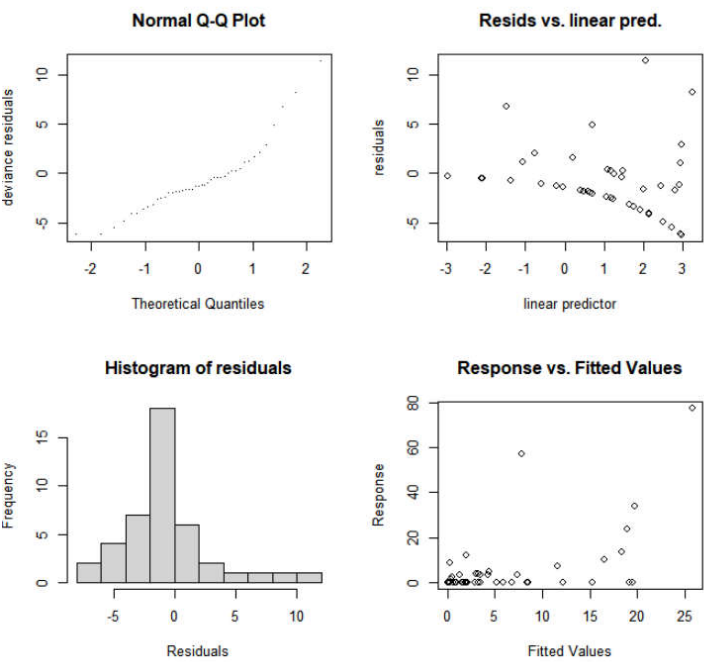 Normal Q-Q Plot
deviance residuals
10
5
0
-5
-2 -1 0 1 2
Theoretical Quantiles
Resids vs. linear pred.
residuals
10
5
0
-5
-3 -2 -1 0 1 2 3
linear predictor
Histogram of residuals
Frequency
15
10
5
0
-5 0 5 10
Residuals
Response vs. Fitted Values
Response
80
60
40
20
0
0 5 10 15 20 25
Fitted Values